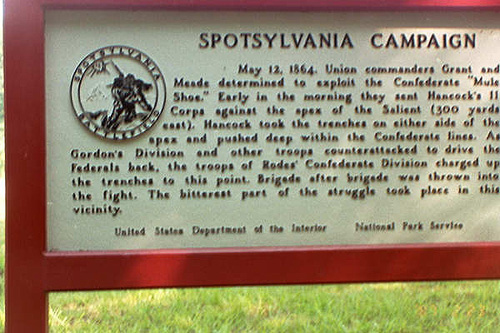 SPOTSYLVANIA CAMPAIGN
SPOTSYLVANIA
BATTLEFIELD
May 12, 1864. Union commanders Grant and
Meade determined to exploit the Confederate "Mule
Shoe." Early in the morning they sent Hancock's II
Corps against the apex of the Salient (300 yards
east). Hancock took the trenches on either side of the
apex and pushed deep within the Confederate lines. As
Gordon's Division and other troops counterattacked to drive the
Federals back, the troops of Rodes' Confederate Division charged up
the trenches to this point. Brigade after brigade was thrown into
the fight. The bitterest part of the struggle took place in this
vicinity.
United States Department of the Interior National Park Service